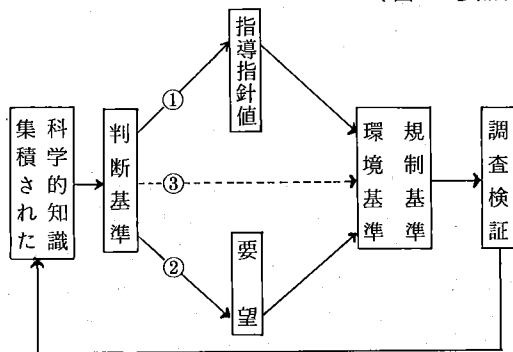 集積された
科学的知識
判断基準
①
指導指針値
③
②
要望
環境基準
規制基準
調査検証